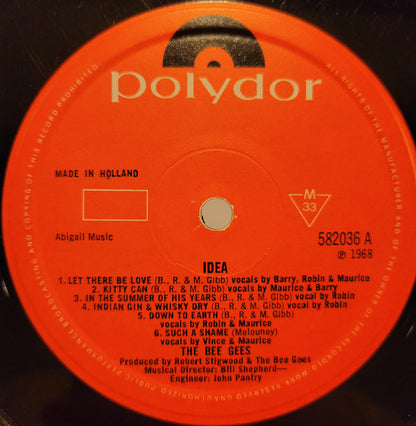 polydor
MADE IN HOLLAND
M
33
Abigail Music
582036 A
℗ 1968
IDEA
1. LET THERE BE LOVE (B., R. & M. Gibb) vocals by Barry, Robin & Maurice
2. KITTY CAN (B., R. & M. Gibb) vocals by Maurice & Barry
3. IN THE SUMMER OF HIS YEARS (B., R. & M. Gibb) vocals by Robin
4. INDIAN GIN & WHISKY DRY (B., R. & M. Gibb) vocals by Robin
5. DOWN TO EARTH (B., R. & M. Gibb)
vocals by Robin & Maurice
6. SUCH A SHAME (Melouney)
vocals by Vince & Maurice
THE BEE GEES
Produced by Robert Stigwood & The Bee Gees
Musical Director: Bill Shepherd—
Engineer: John Pantry
ALL RIGHTS OF THE MANUFACTURER AND OF THE OWNER OF THE RECORDED WORK RESERVED UNAUTHORIZED PUBLIC PERFORMANCE BROADCASTING AND COPYING OF THIS RECORD PROHIBITED